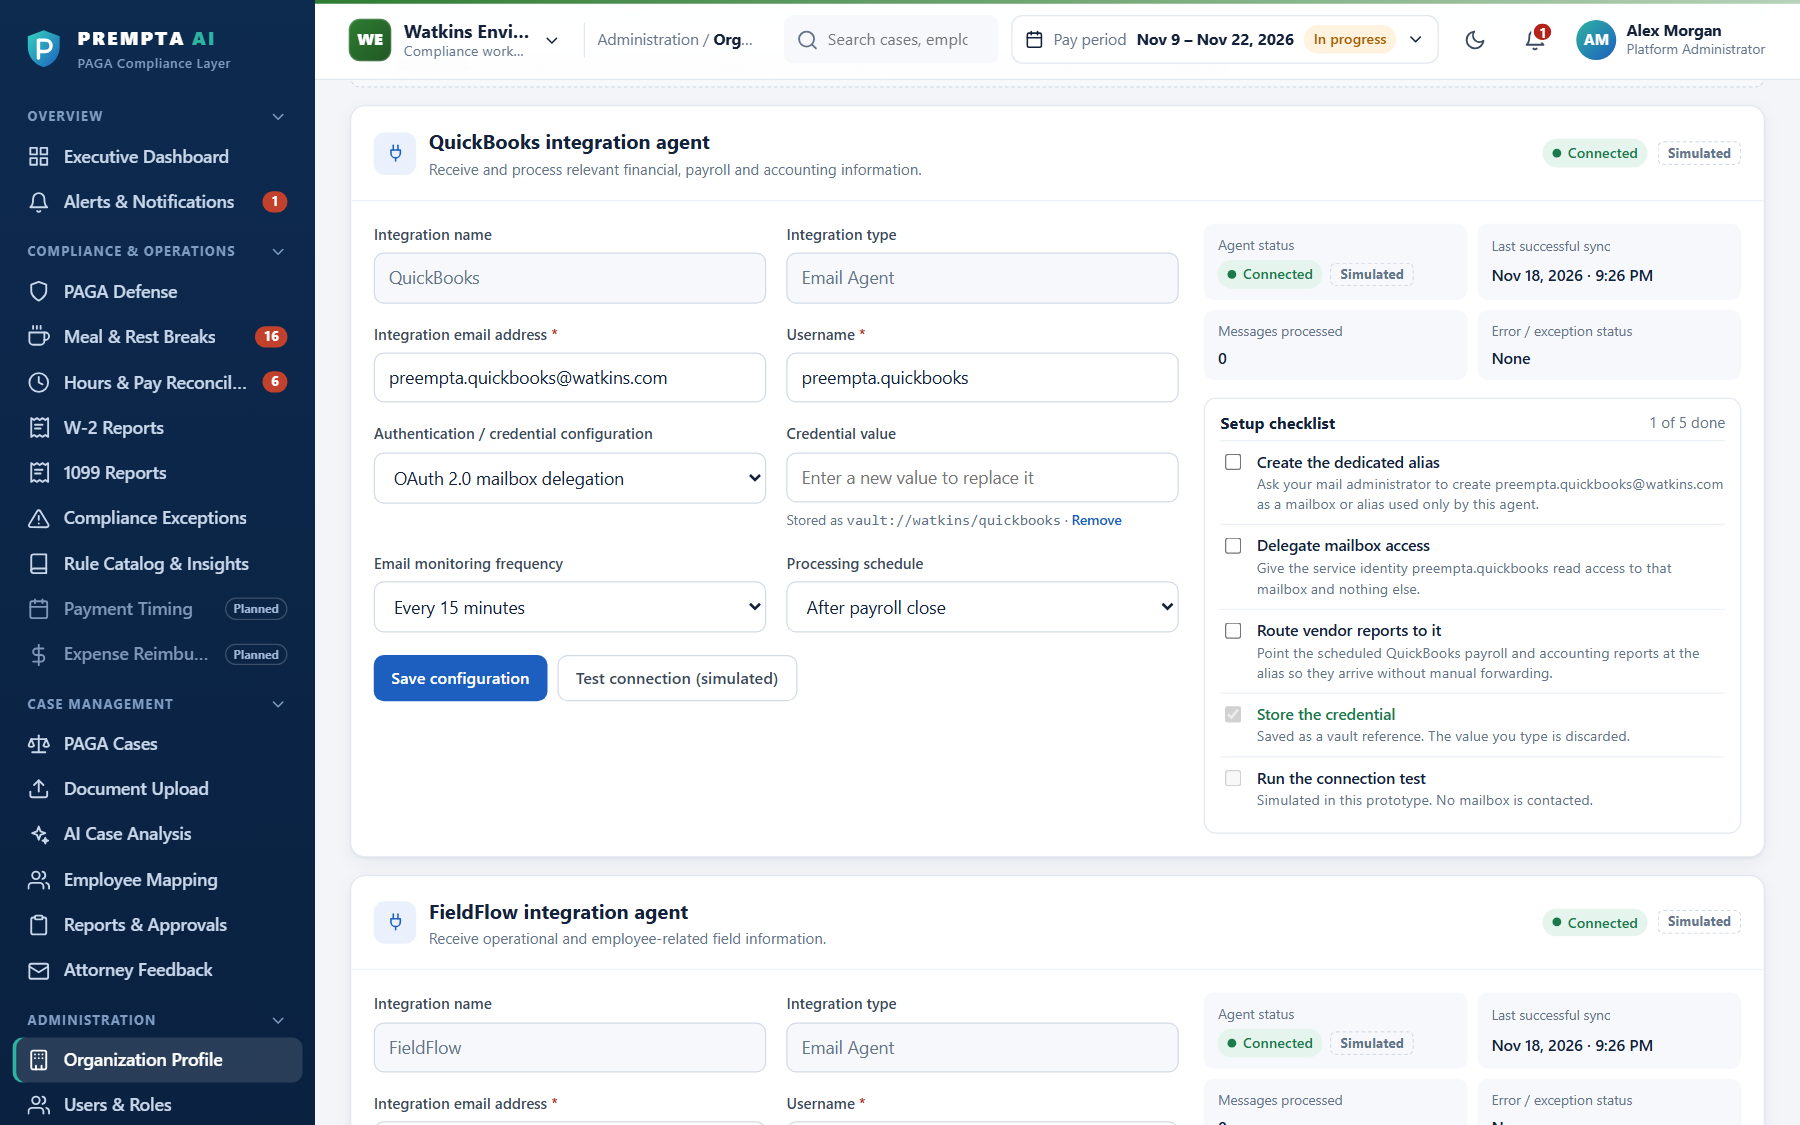 PREMPTA AI
PAGA Compliance Layer
OVERVIEW
Executive Dashboard
Alerts & Notifications 1
COMPLIANCE & OPERATIONS
PAGA Defense
Meal & Rest Breaks 16
Hours & Pay Reconcil... 6
W-2 Reports
1099 Reports
Compliance Exceptions
Rule Catalog & Insights
Payment Timing Planned
Expense Reimbu... Planned
CASE MANAGEMENT
PAGA Cases
Document Upload
AI Case Analysis
Employee Mapping
Reports & Approvals
Attorney Feedback
ADMINISTRATION
Organization Profile
Users & Roles
WE
Watkins Envi...
Compliance work...
Administration / Org...
Search cases, emplc
Pay period Nov 9 – Nov 22, 2026 In progress
1
AM
Alex Morgan
Platform Administrator
QuickBooks integration agent
Receive and process relevant financial, payroll and accounting information.
Connected Simulated
Integration name
QuickBooks
Integration type
Email Agent
Integration email address *
preempta.quickbooks@watkins.com
Username *
preempta.quickbooks
Authentication / credential configuration
OAuth 2.0 mailbox delegation
Credential value
Enter a new value to replace it
Stored as vault://watkins/quickbooks · Remove
Email monitoring frequency
Every 15 minutes
Processing schedule
After payroll close
Save configuration
Test connection (simulated)
Agent status
Connected Simulated
Last successful sync
Nov 18, 2026 · 9:26 PM
Messages processed
0
Error / exception status
None
Setup checklist 1 of 5 done
Create the dedicated alias
Ask your mail administrator to create preempta.quickbooks@watkins.com
as a mailbox or alias used only by this agent.
Delegate mailbox access
Give the service identity preempta.quickbooks read access to that
mailbox and nothing else.
Route vendor reports to it
Point the scheduled QuickBooks payroll and accounting reports at the
alias so they arrive without manual forwarding.
Store the credential
Saved as a vault reference. The value you type is discarded.
Run the connection test
Simulated in this prototype. No mailbox is contacted.
FieldFlow integration agent
Receive operational and employee-related field information.
Connected Simulated
Integration name
FieldFlow
Integration type
Email Agent
Integration email address *
Username *
Agent status
Connected Simulated
Last successful sync
Nov 18, 2026 · 9:26 PM
Messages processed
Error / exception status